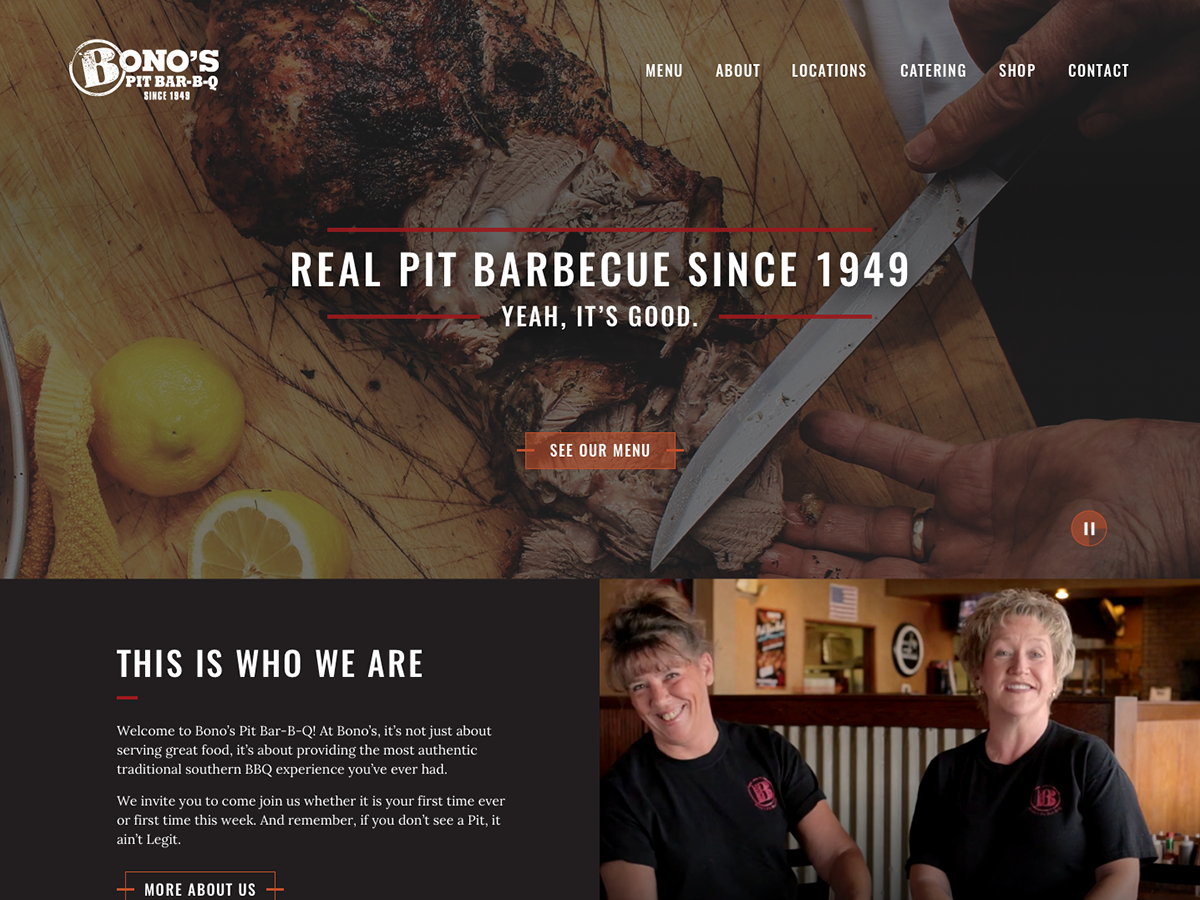 BONO'S
PIT BAR-B-Q
SINCE 1949
MENU ABOUT LOCATIONS CATERING SHOP CONTACT
REAL PIT BARBECUE SINCE 1949
YEAH, IT’S GOOD.
SEE OUR MENU
THIS IS WHO WE ARE
Welcome to Bono’s Pit Bar-B-Q! At Bono’s, it’s not just about
serving great food, it’s about providing the most authentic
traditional southern BBQ experience you’ve ever had.
We invite you to come join us whether it is your first time ever
or first time this week. And remember, if you don’t see a Pit, it
ain’t Legit.
MORE ABOUT US
B
B